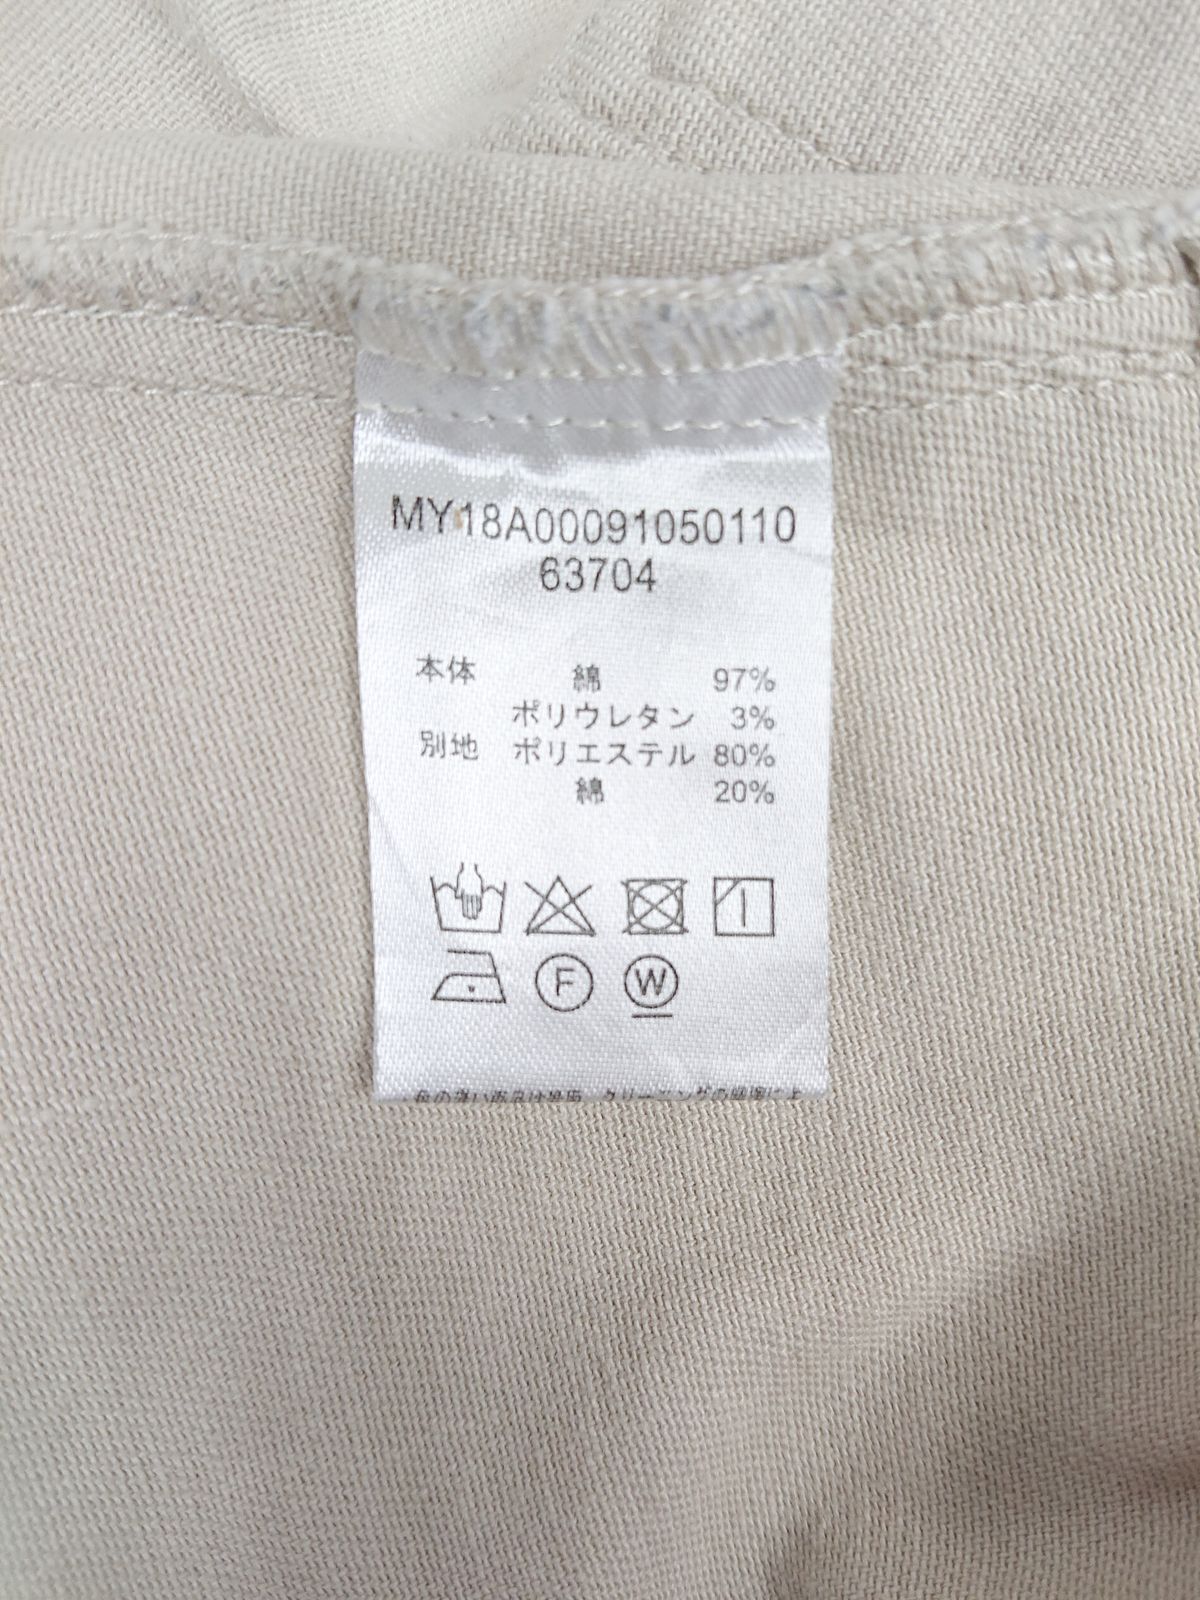 MY18A00091050110
63704
本体 綿 97%
ポリウレタン 3%
別地 ポリエステル 80%
綿 20%
F W